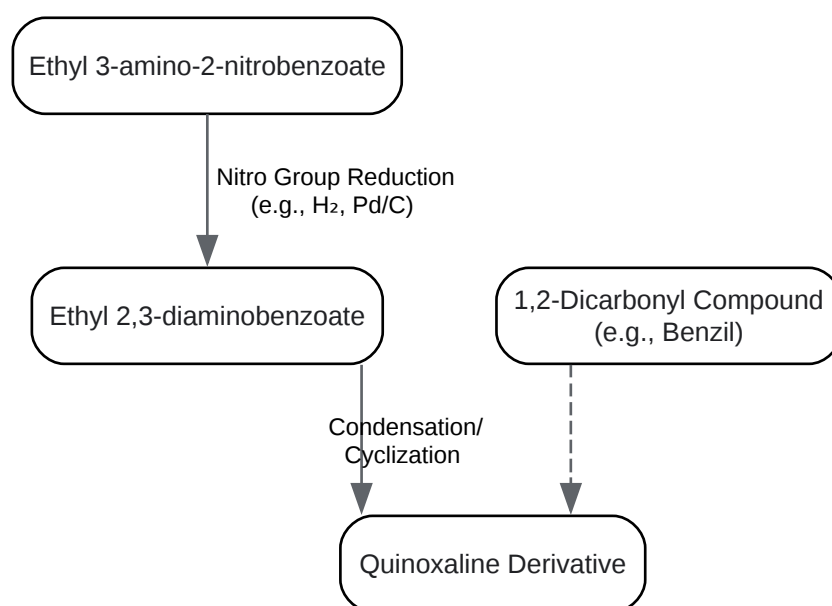 Ethyl 3-amino-2-nitrobenzoate
Nitro Group Reduction
(e.g., H₂, Pd/C)
Ethyl 2,3-diaminobenzoate
1,2-Dicarbonyl Compound
(e.g., Benzil)
Condensation/
Cyclization
Quinoxaline Derivative